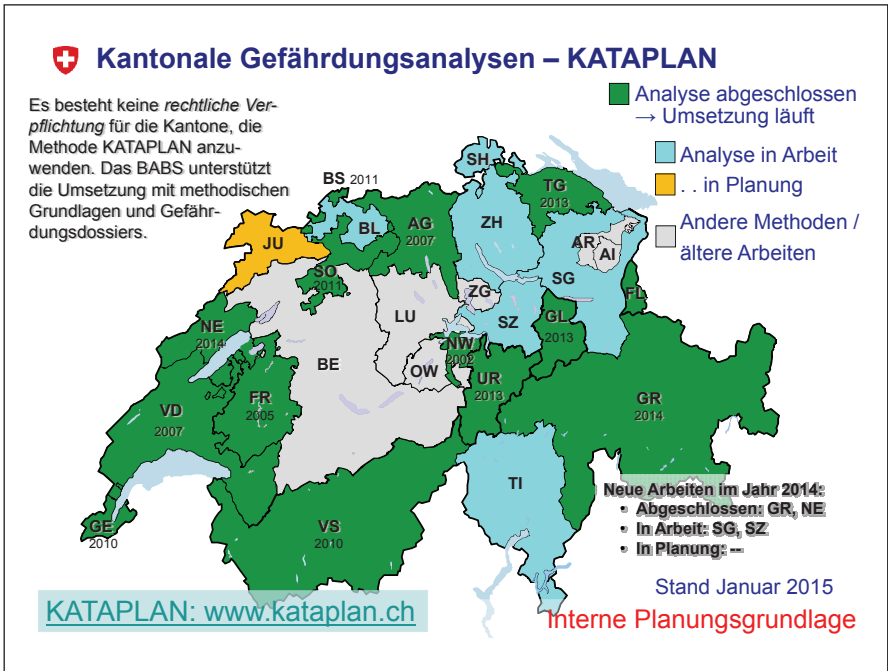 Kantonale Gefährdungsanalysen – KATAPLAN
Es besteht keine rechtliche Ver-
pflichtung für die Kantone, die
Methode KATAPLAN anzu-
wenden. Das BABS unterstützt
die Umsetzung mit methodischen
Grundlagen und Gefähr-
dungsdossiers.
Analyse abgeschlossen
→ Umsetzung läuft
Analyse in Arbeit
. . in Planung
Andere Methoden /
ältere Arbeiten
SH
BS 2011
TG
2013
BL
AG
2007
ZH
JU
AR
AI
SO
2011
SG
ZG
FL
LU
SZ
GL
2013
NE
2014
NW
2002
BE
OW
UR
2013
FR
2005
GR
2014
VD
2007
TI
GE
2010
VS
2010
Neue Arbeiten im Jahr 2014:
• Abgeschlossen: GR, NE
• In Arbeit: SG, SZ
• In Planung: --
Stand Januar 2015
KATAPLAN: www.kataplan.ch
Interne Planungsgrundlage